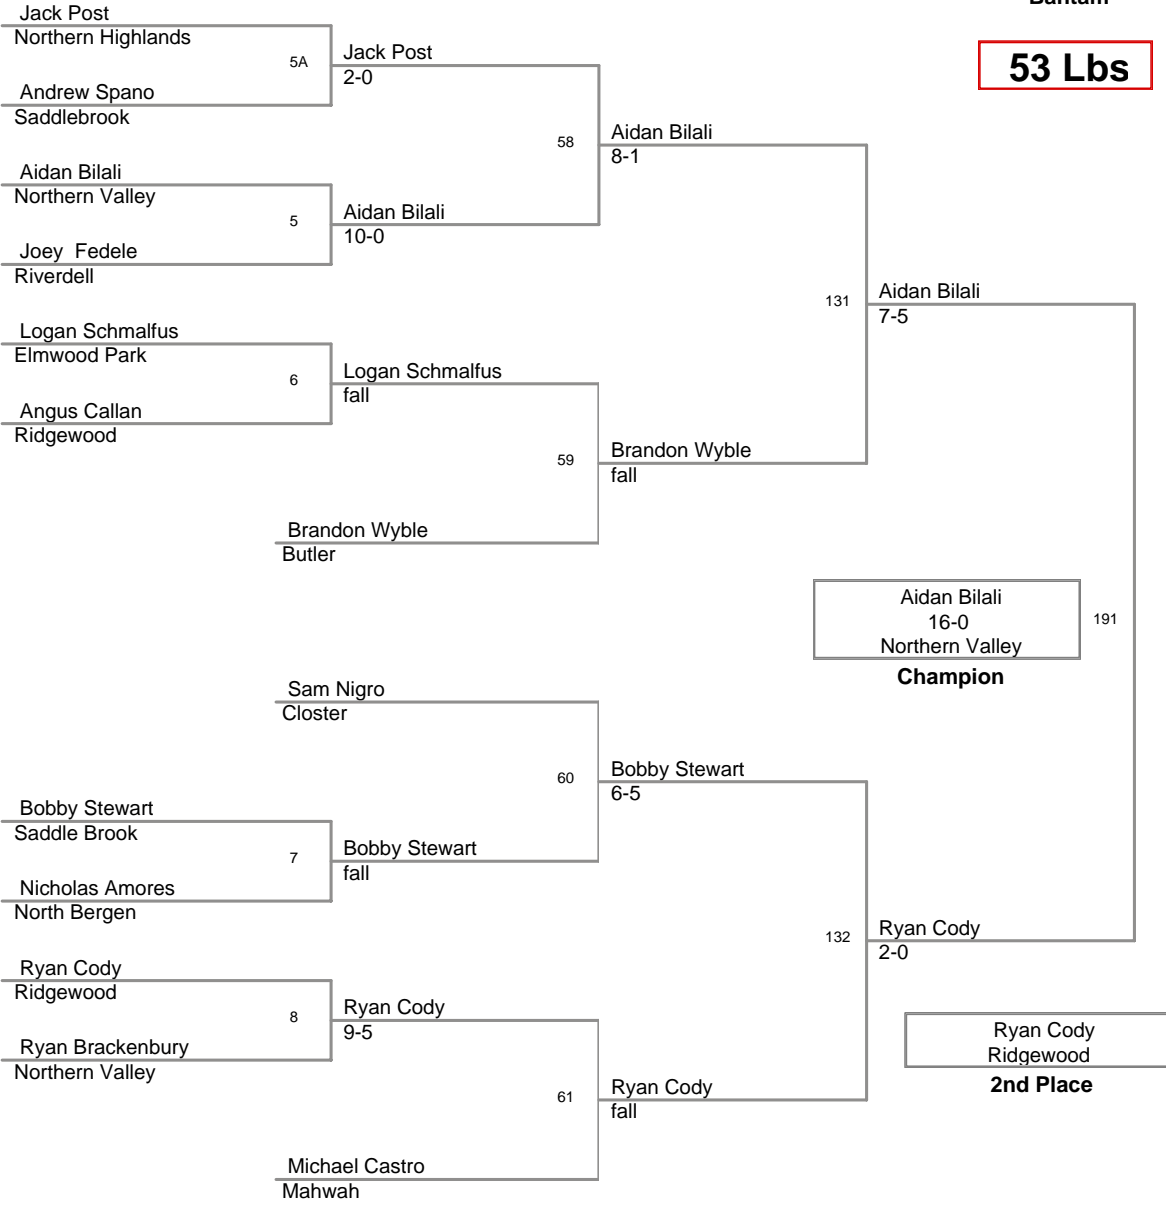 Bantam
53 Lbs
Jack Post
Northern Highlands
5A
Jack Post
2-0
Andrew Spano
Saddlebrook
58
Aidan Bilali
8-1
Aidan Bilali
Northern Valley
5
Aidan Bilali
10-0
Joey  Fedele
Riverdell
131
Aidan Bilali
7-5
Logan Schmalfus
Elmwood Park
6
Logan Schmalfus
fall
Angus Callan
Ridgewood
59
Brandon Wyble
fall
Brandon Wyble
Butler
Aidan Bilali
16-0
Northern Valley
191
Champion
Sam Nigro
Closter
60
Bobby Stewart
6-5
Bobby Stewart
Saddle Brook
7
Bobby Stewart
fall
Nicholas Amores
North Bergen
132
Ryan Cody
2-0
Ryan Cody
Ridgewood
8
Ryan Cody
9-5
Ryan Brackenbury
Northern Valley
Ryan Cody
Ridgewood
2nd Place
61
Ryan Cody
fall
Michael Castro
Mahwah